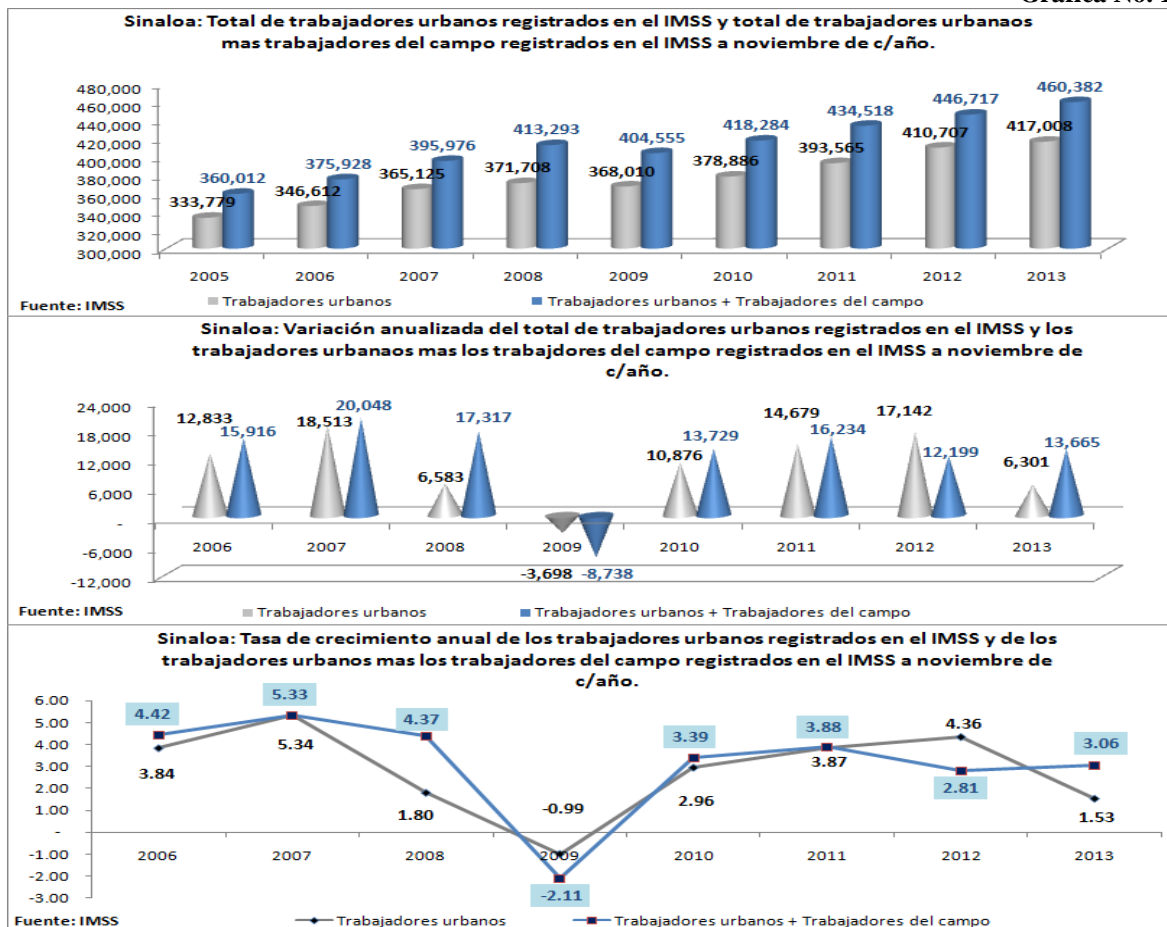 Sinaloa: Total de trabajadores urbanos registrados en el IMSS y total de trabajadores urbanaos
mas trabajadores del campo registrados en el IMSS a noviembre de c/año.
480,000
460,000
440,000
420,000
400,000
380,000
360,000
340,000
320,000
300,000
333,779 360,012 346,612 375,928 365,125 395,976 371,708 413,293 368,010 404,555 378,886 418,284 393,565 434,518 410,707 446,717 417,008 460,382
2005 2006 2007 2008 2009 2010 2011 2012 2013
Fuente: IMSS Trabajadores urbanos Trabajadores urbanos + Trabajadores del campo
Sinaloa: Variación anualizada del total de trabajadores urbanos registrados en el IMSS y los
trabajadores urbanaos mas los trabajdores del campo registrados en el IMSS a noviembre de
c/año.
24,000
18,000
12,000
6,000
-
-6,000
-12,000
12,833 15,916 18,513 20,048 6,583 17,317 -3,698 -8,738 10,876 13,729 14,679 16,234 17,142 12,199 6,301 13,665
2006 2007 2008 2009 2010 2011 2012 2013
Fuente: IMSS Trabajadores urbanos Trabajadores urbanos + Trabajadores del campo
Sinaloa: Tasa de crecimiento anual de los trabajadores urbanos registrados en el IMSS y de los
trabajadores urbanos mas los trabajadores del campo registrados en el IMSS a noviembre de
c/año.
6.00
5.00
4.00
3.00
2.00
1.00
-
-1.00
-2.00
-3.00
4.42 5.33 4.37 -2.11 3.39 3.88 2.81 3.06
3.84 5.34 1.80 -0.99 2.96 3.87 4.36 1.53
2006 2007 2008 2009 2010 2011 2012 2013
Fuente: IMSS Trabajadores urbanos Trabajadores urbanos + Trabajadores del campo